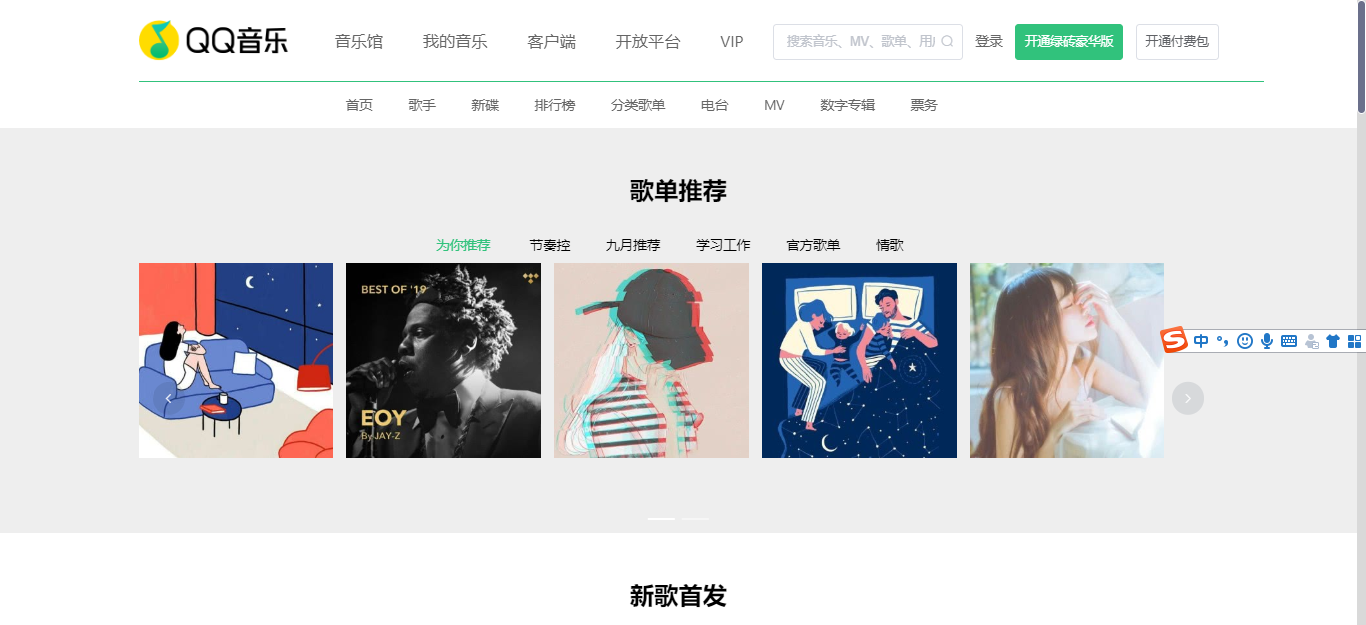 QQ音乐
音乐馆 我的音乐 客户端 开放平台 VIP 搜索音乐、MV、歌单、用 登录 开通绿砖豪华版 开通付费包
首页 歌手 新碟 排行榜 分类歌单 电台 MV 数字专辑 票务
歌单推荐
为你推荐 节奏控 九月推荐 学习工作 官方歌单 情歌
BEST OF '19
EOY
By JAY-Z
中
新歌首发